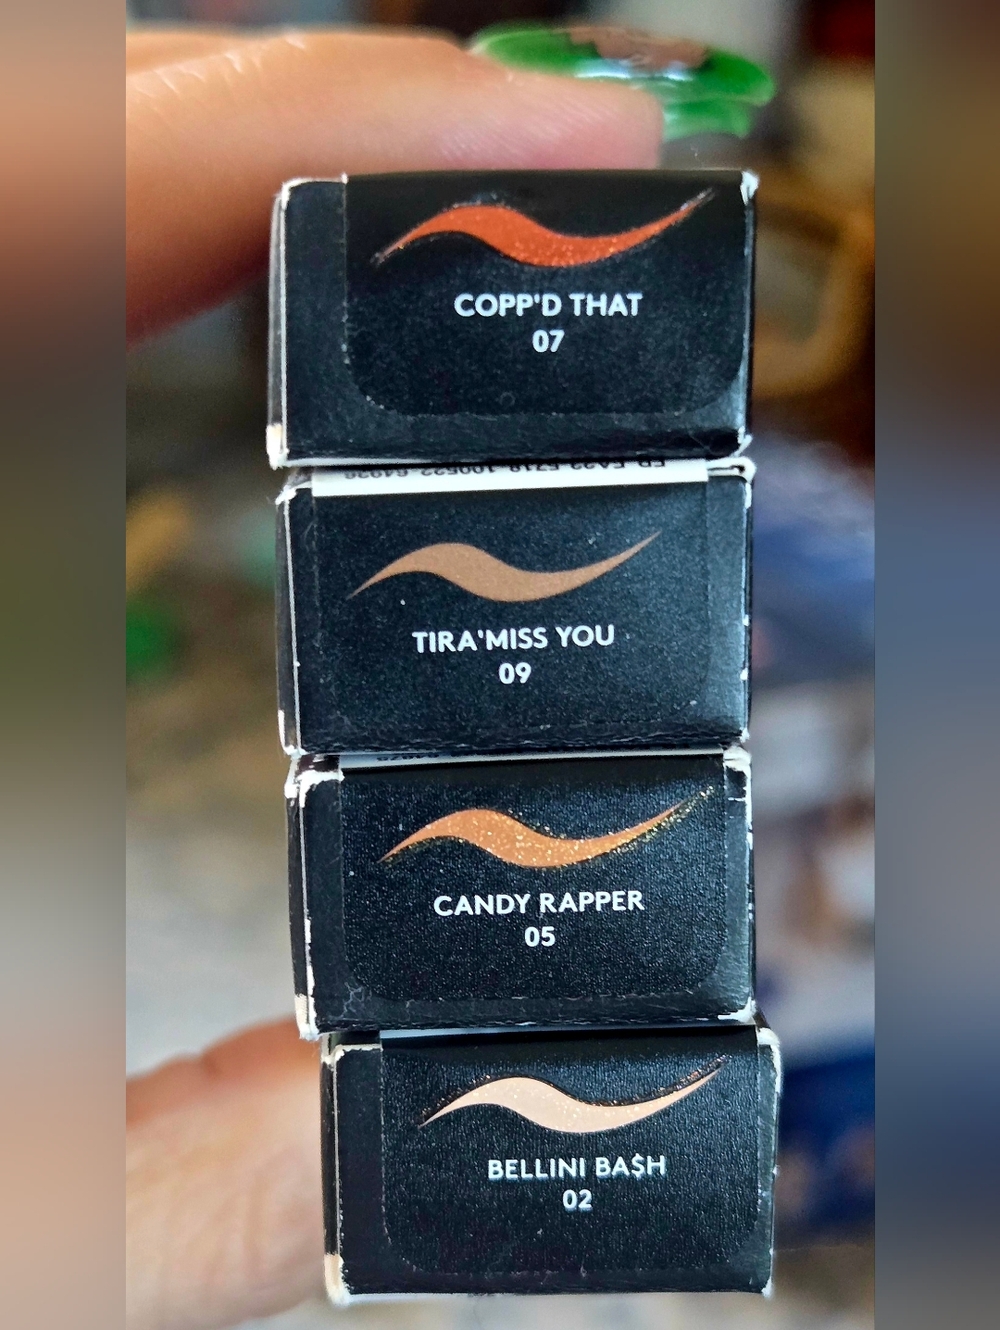 COPP'D THAT
07
TIRA'MISS YOU
09
CANDY RAPPER
05
BELLINI BA$H
02